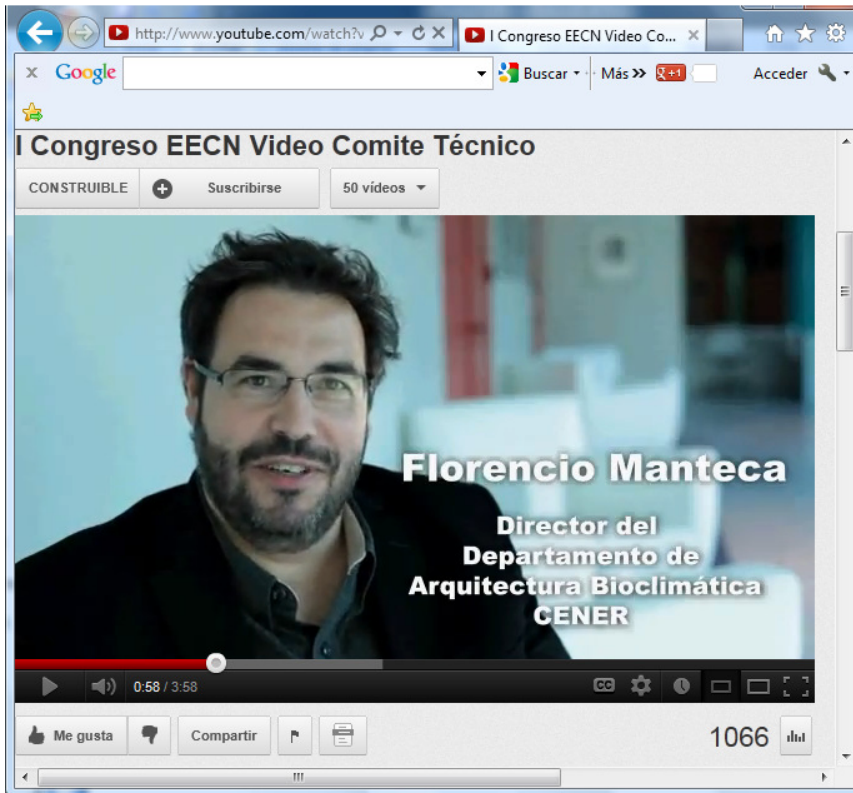 http://www.youtube.com/watch?v
I Congreso EECN Video Co...
Google
Buscar
Más >>
g+1
Acceder
I Congreso EECN Video Comite Técnico
CONSTRUIBLE
Suscribirse
50 vídeos
Florencio Manteca
Director del
Departamento de
Arquitectura Bioclimática
CENER
0:58 / 3:58
CC
Me gusta
Compartir
1066